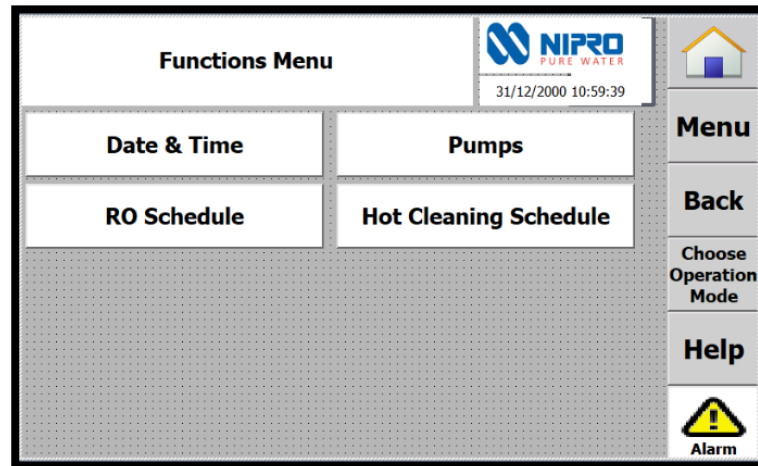 Functions Menu
NIPRO
PURE WATER
31/12/2000 10:59:39
Date & Time
Pumps
RO Schedule
Hot Cleaning Schedule
Menu
Back
Choose
Operation
Mode
Help
Alarm